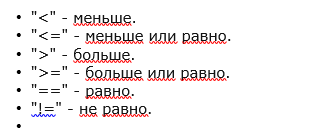 • "<" - меньше.
• "<=" - меньше или равно.
• ">" - больше.
• ">=" - больше или равно.
• "==" - равно.
• "!=" - не равно.
•